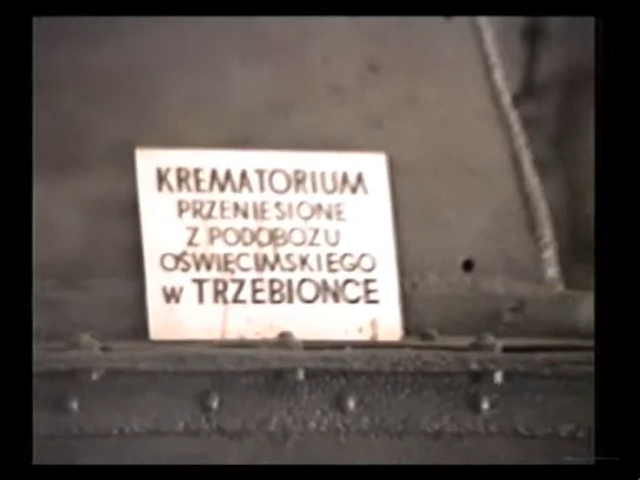 KREMATORIUM
PRZENIESIONE
Z PODOBOZU
OŚWIĘCIMSKIEGO
w TRZEBIONCE